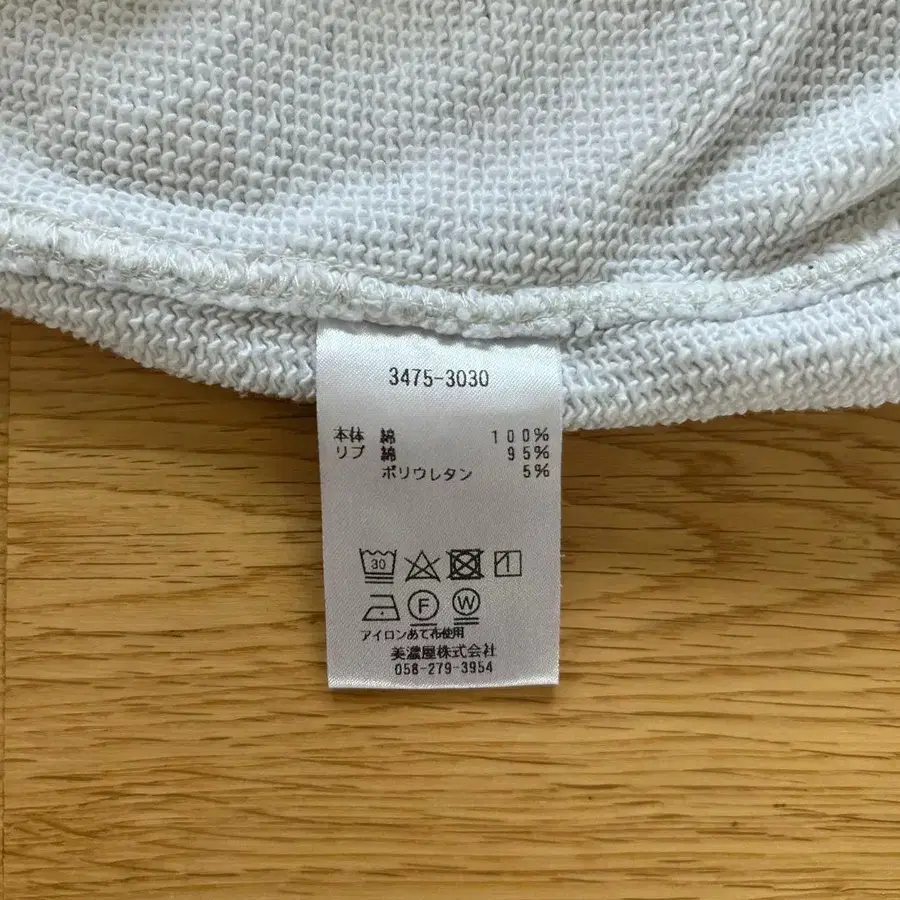 3475-3030
本体 綿 100%
リブ 綿 95%
ポリウレタン 5%
30
F W
アイロンあて布使用
美濃屋株式会社
058-279-3954